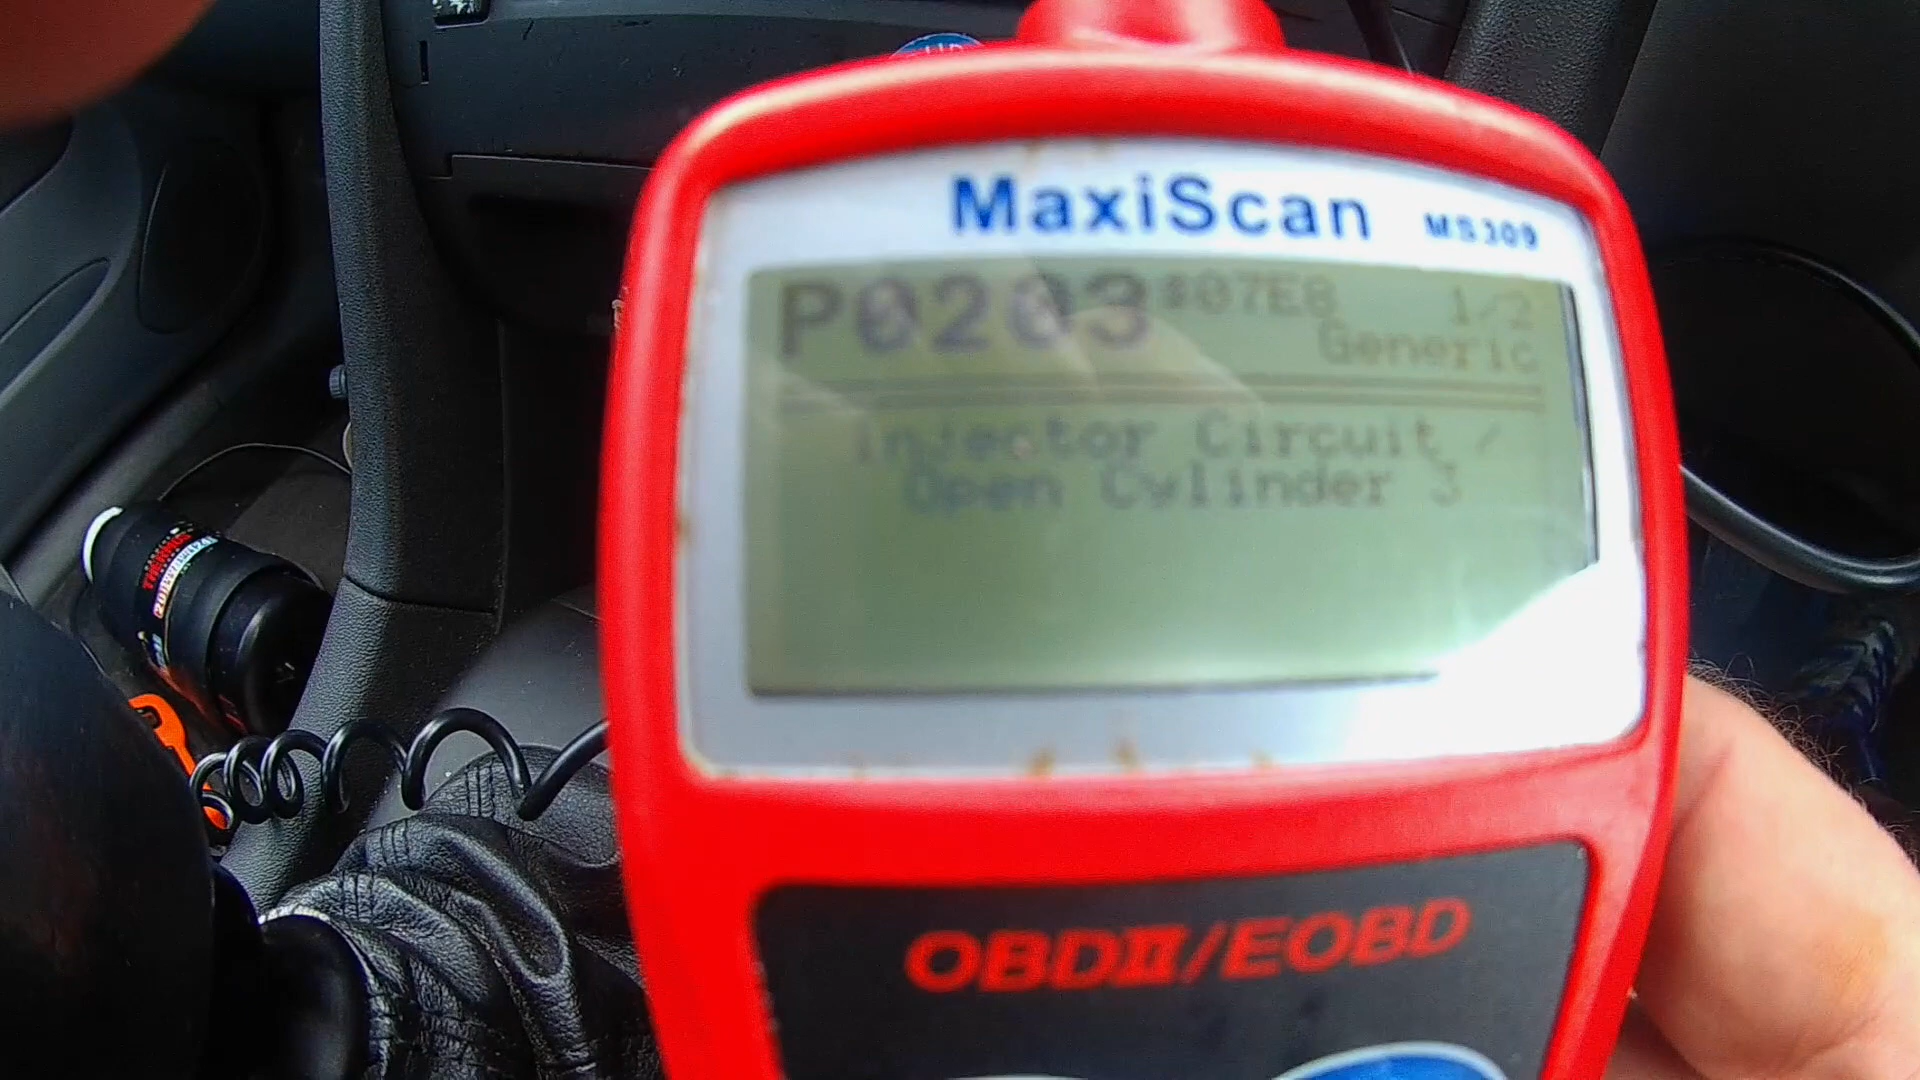 MaxiScan MS309
P0203 $07E8 1/2
Generic
Injector Circuit /
Open Cylinder 3
OBDII/EOBD